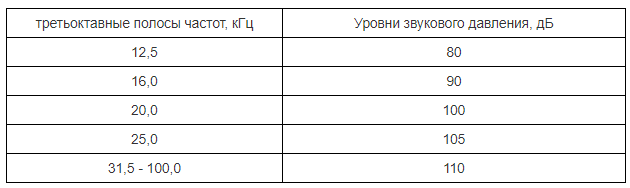 третьоктавные полосы частот, кГц Уровни звукового давления, дБ
12,5 80
16,0 90
20,0 100
25,0 105
31,5 - 100,0 110